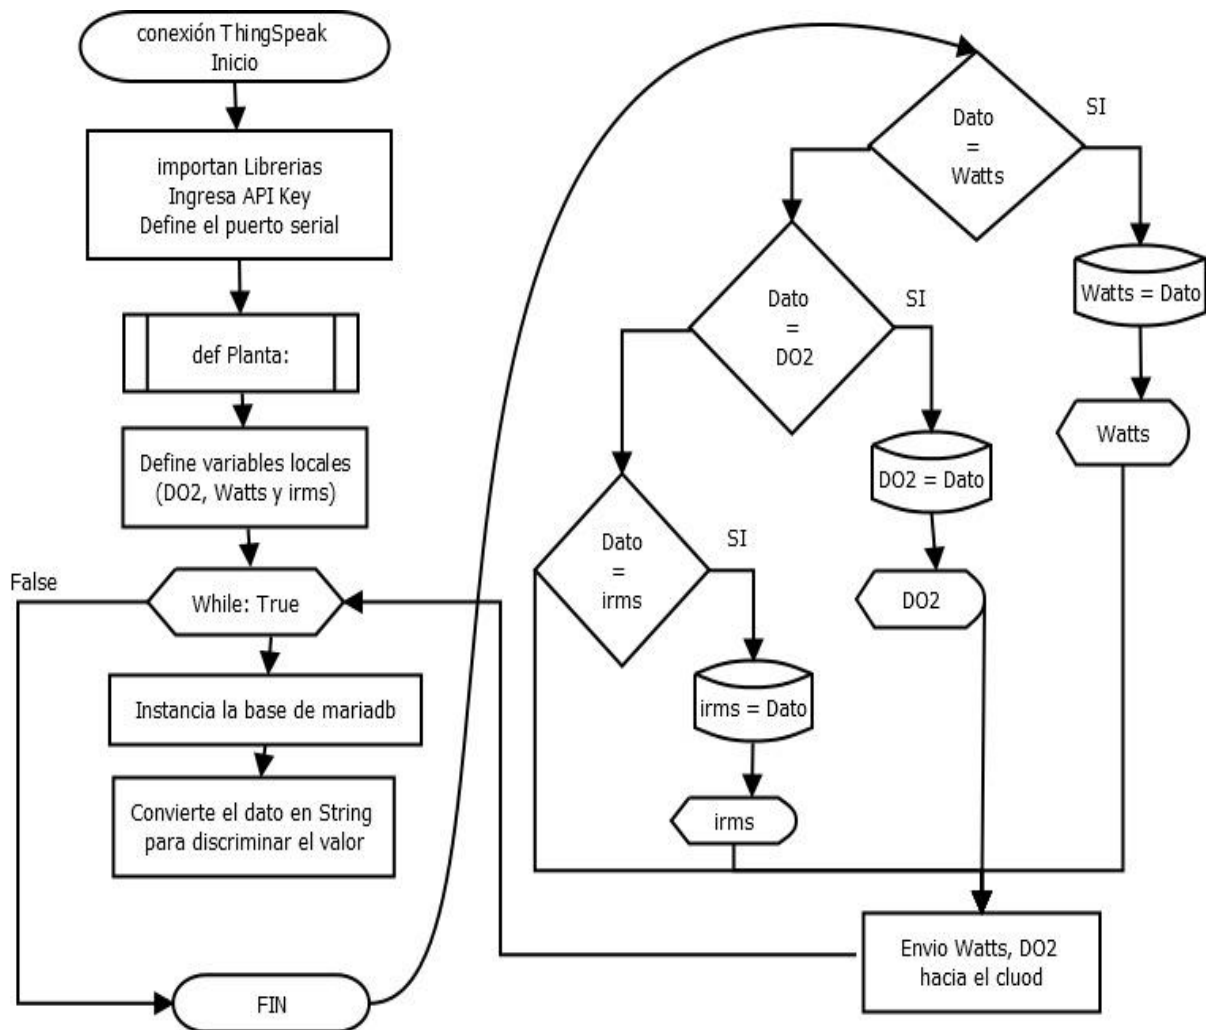 conexión ThingSpeak
Inicio
importan Librerias
Ingresa API Key
Define el puerto serial
def Planta:
Define variables locales
(DO2, Watts y irms)
False
While: True
Instancia la base de mariadb
Convierte el dato en String
para discriminar el valor
FIN
Dato
=
Watts
SI
Watts = Dato
Watts
Dato
=
DO2
SI
DO2 = Dato
DO2
Dato
=
irms
SI
irms = Dato
irms
Envio Watts, DO2
hacia el cluod